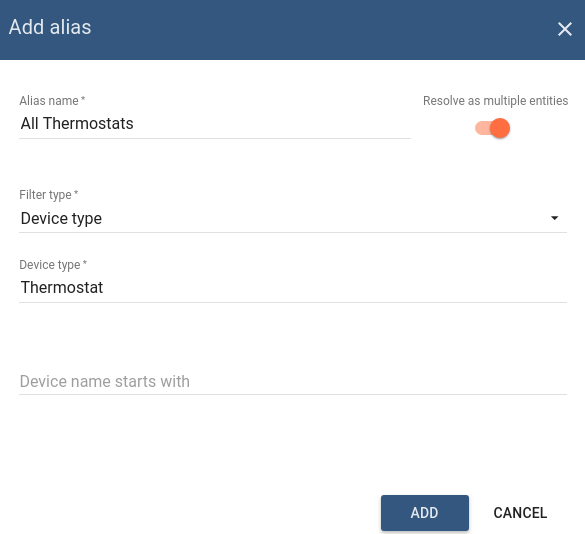 Add alias
Alias name *
Resolve as multiple entities
All Thermostats
Filter type *
Device type
Device type *
Thermostat
Device name starts with
ADD
CANCEL